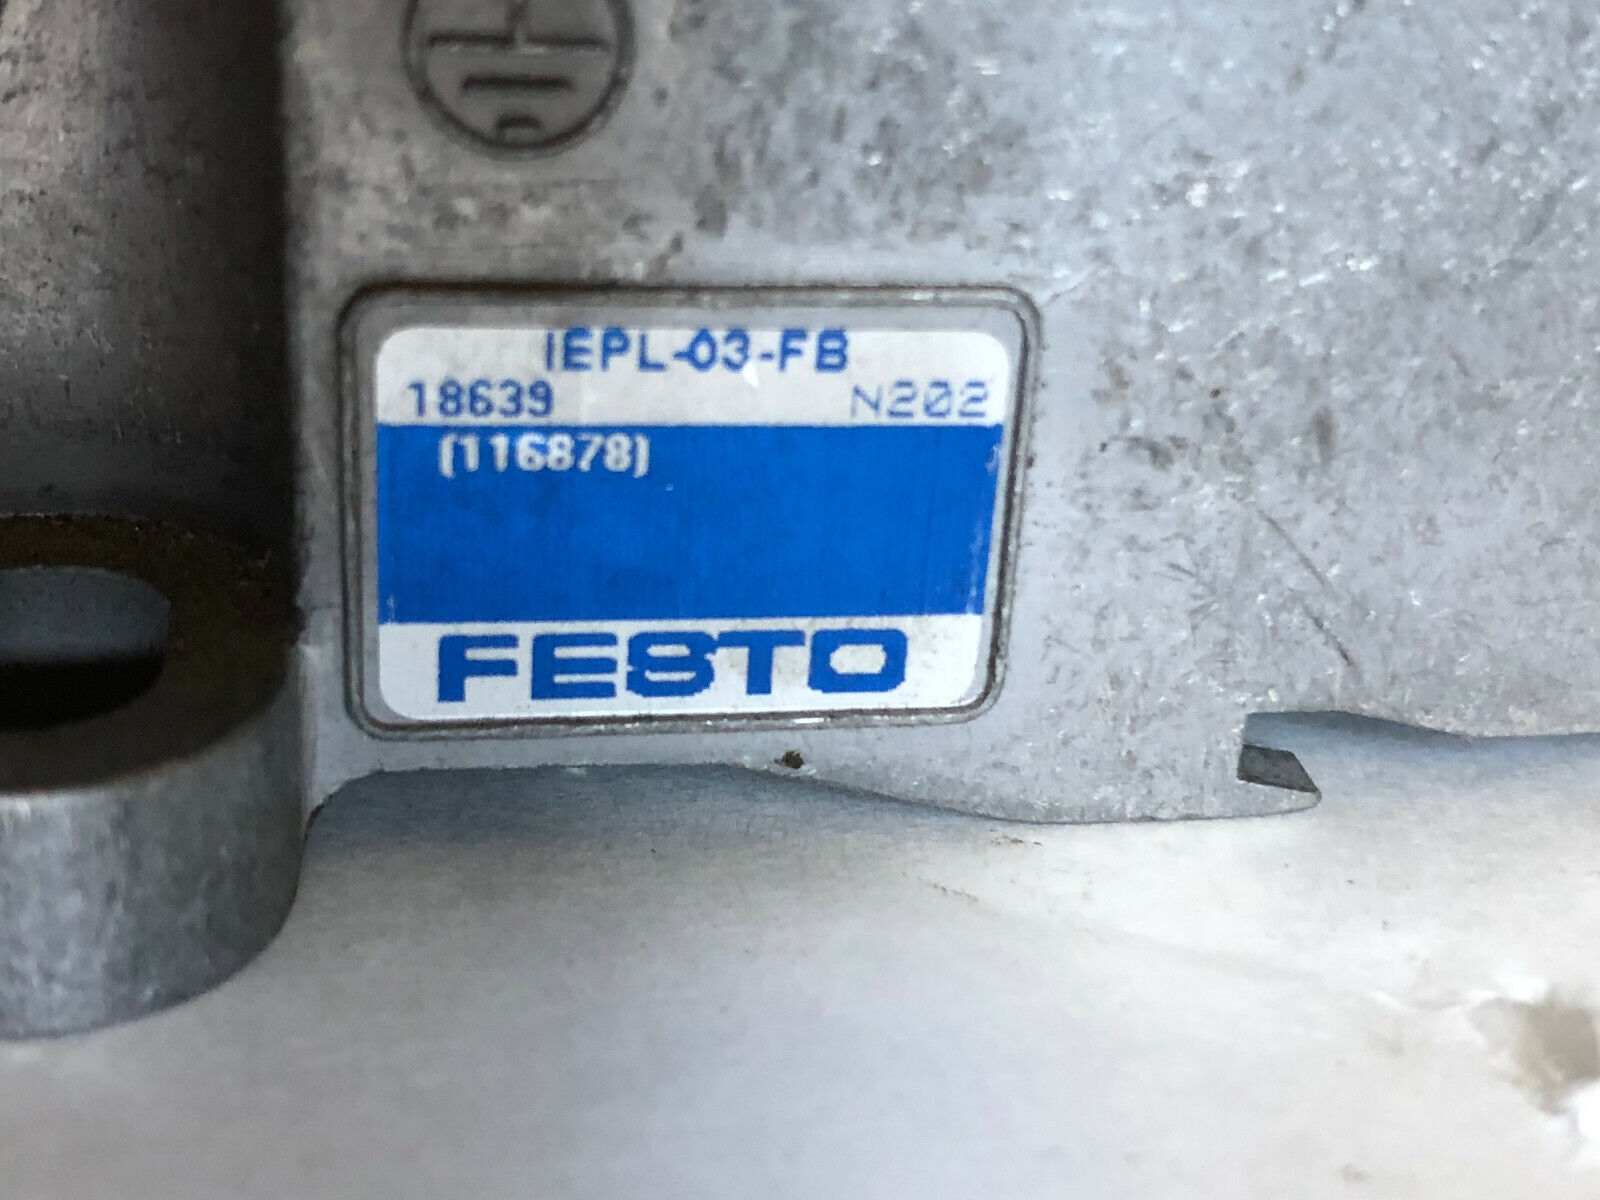 IEPL-03-FB
18639 N202
(116878)
FESTO